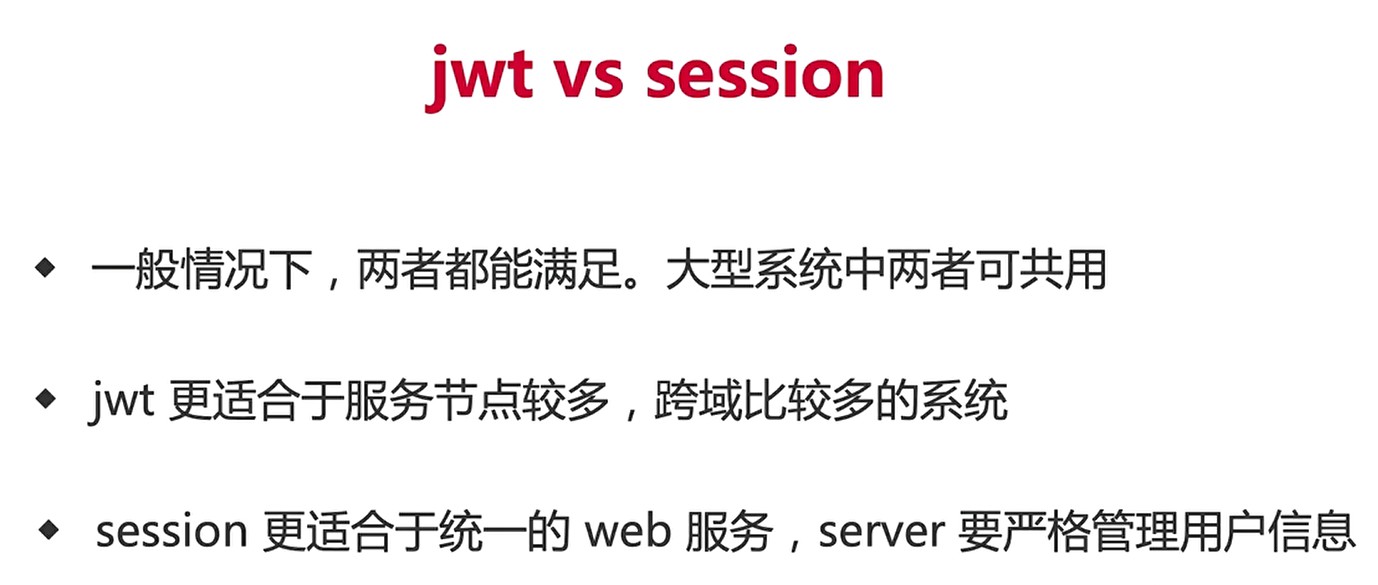 jwt vs session
◆ 一般情况下，两者都能满足。大型系统中两者可共用
◆ jwt 更适合于服务节点较多，跨域比较多的系统
◆ session 更适合于统一的 web 服务，server 要严格管理用户信息